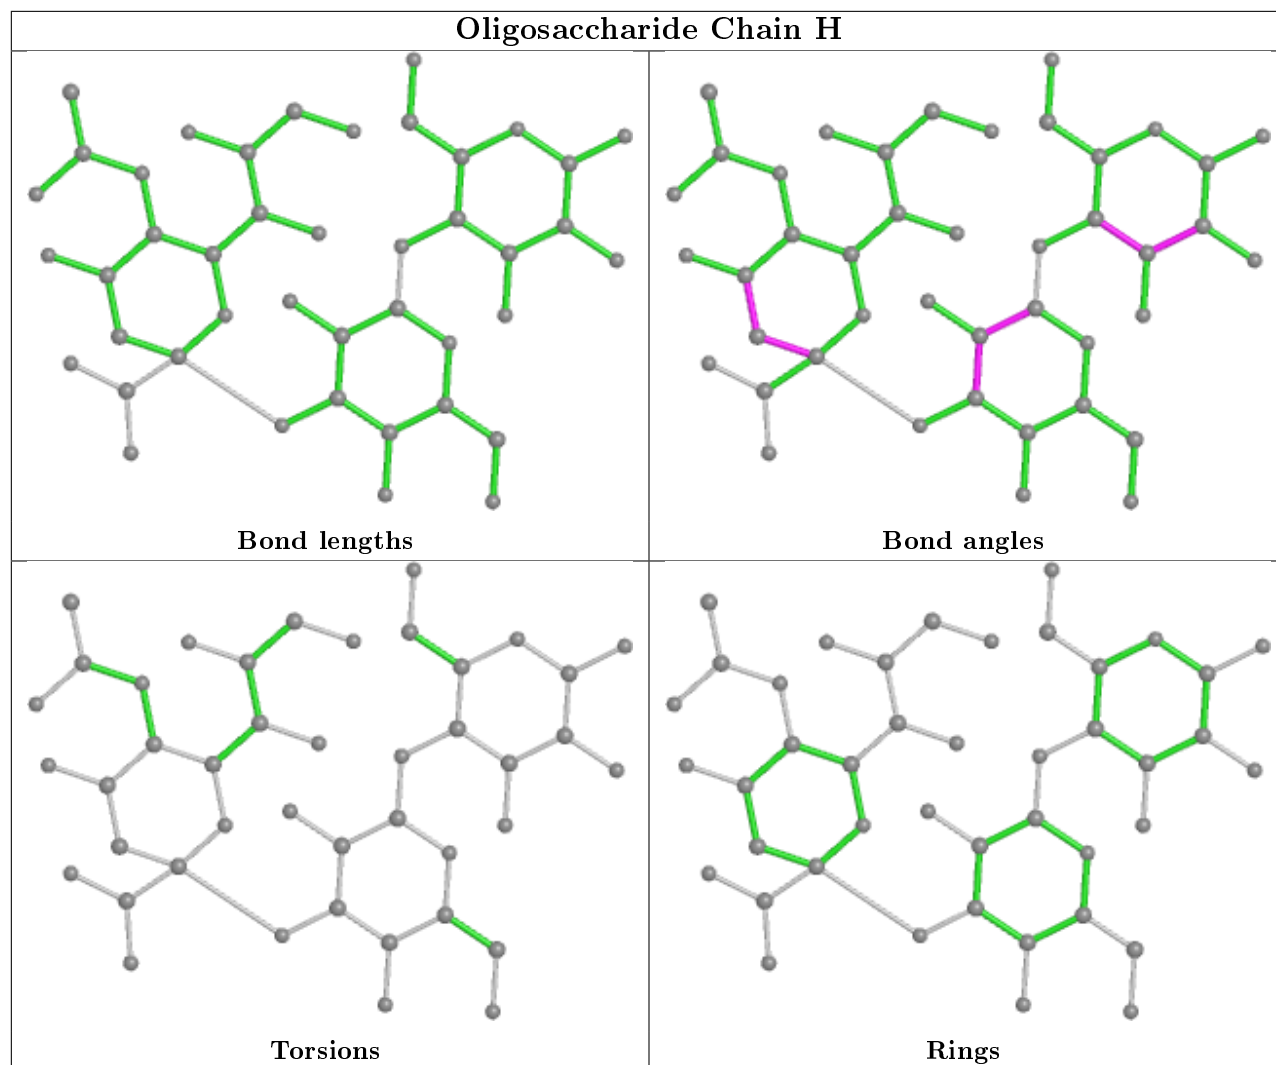 Oligosaccharide Chain H
Bond lengths
Bond angles
Torsions
Rings